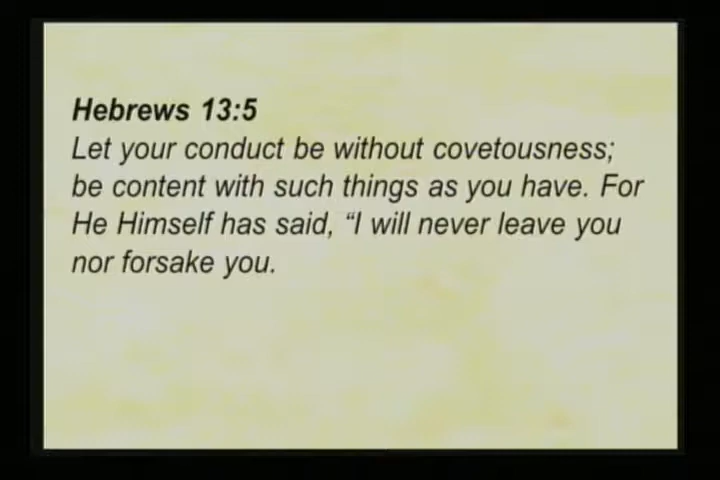 Hebrews 13:5
Let your conduct be without covetousness;
be content with such things as you have. For
He Himself has said, “I will never leave you
nor forsake you.